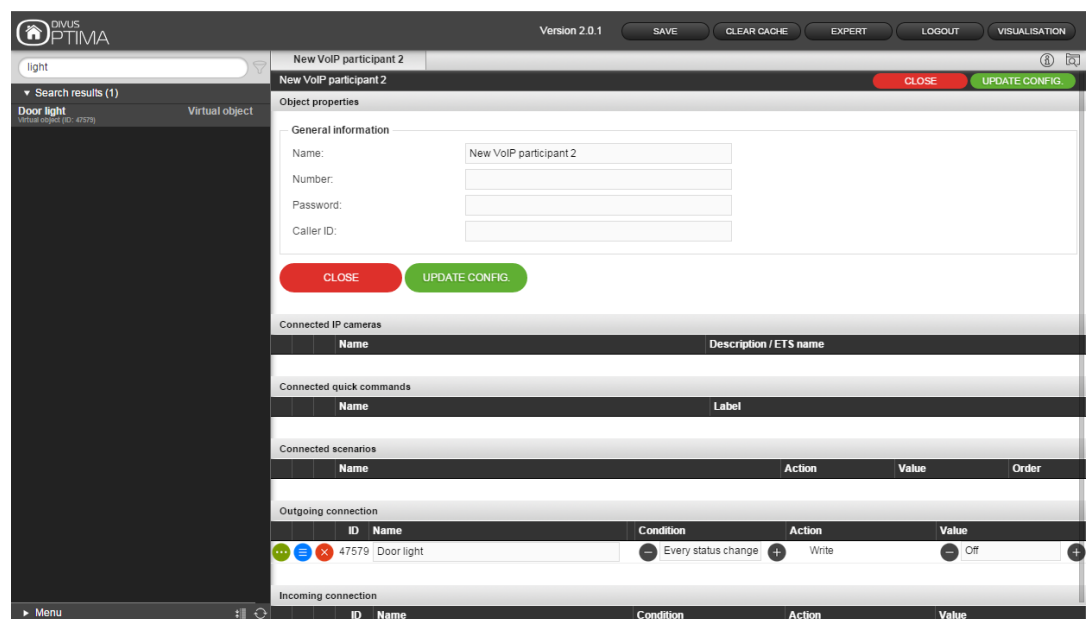 DIVUS
OPTIMA
Version 2.0.1
SAVE
CLEAR CACHE
EXPERT
LOGOUT
VISUALISATION
light
Search results (1)
Door light Virtual object
Virtual object (ID: 47579)
Menu
New VoIP participant 2
New VoIP participant 2
CLOSE
UPDATE CONFIG.
Object properties
General information
Name: New VoIP participant 2
Number:
Password:
Caller ID:
CLOSE
UPDATE CONFIG.
Connected IP cameras
Name Description / ETS name
Connected quick commands
Name Label
Connected scenarios
Name Action Value Order
Outgoing connection
ID Name Condition Action Value
47579 Door light Every status change Write Off
Incoming connection
ID Name Condition Action Value